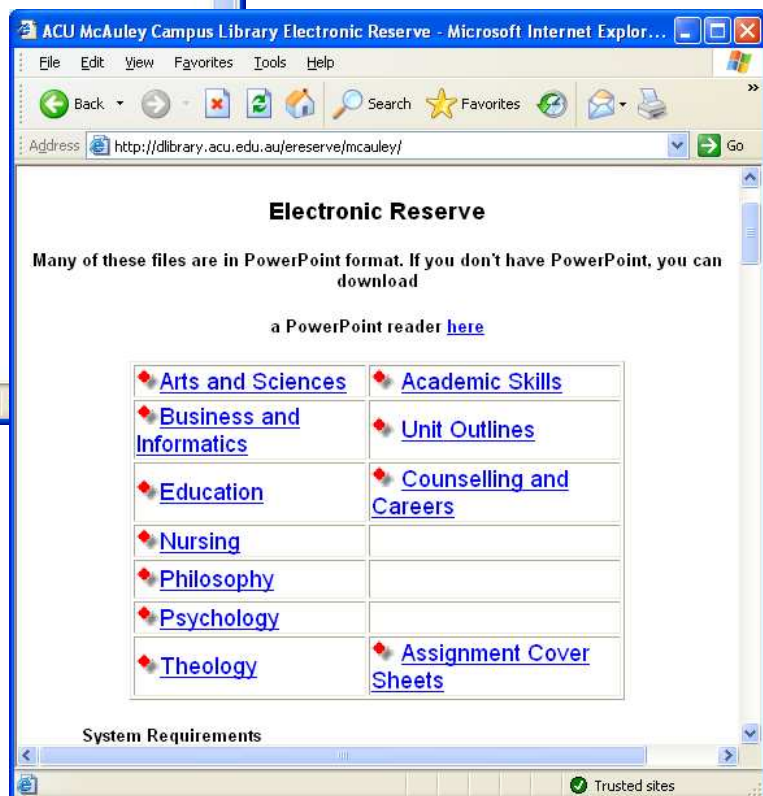 ACU McAuley Campus Library Electronic Reserve - Microsoft Internet Explor...
File Edit View Favorites Tools Help
Back Search Favorites »
Address http://dlibrary.acu.edu.au/ereserve/mcauley/ Go
Electronic Reserve
Many of these files are in PowerPoint format. If you don't have PowerPoint, you can
download
a PowerPoint reader here
Arts and Sciences Academic Skills
Business and
Informatics
Unit Outlines
Education
Counselling and
Careers
Nursing
Philosophy
Psychology
Theology
Assignment Cover
Sheets
System Requirements
Trusted sites